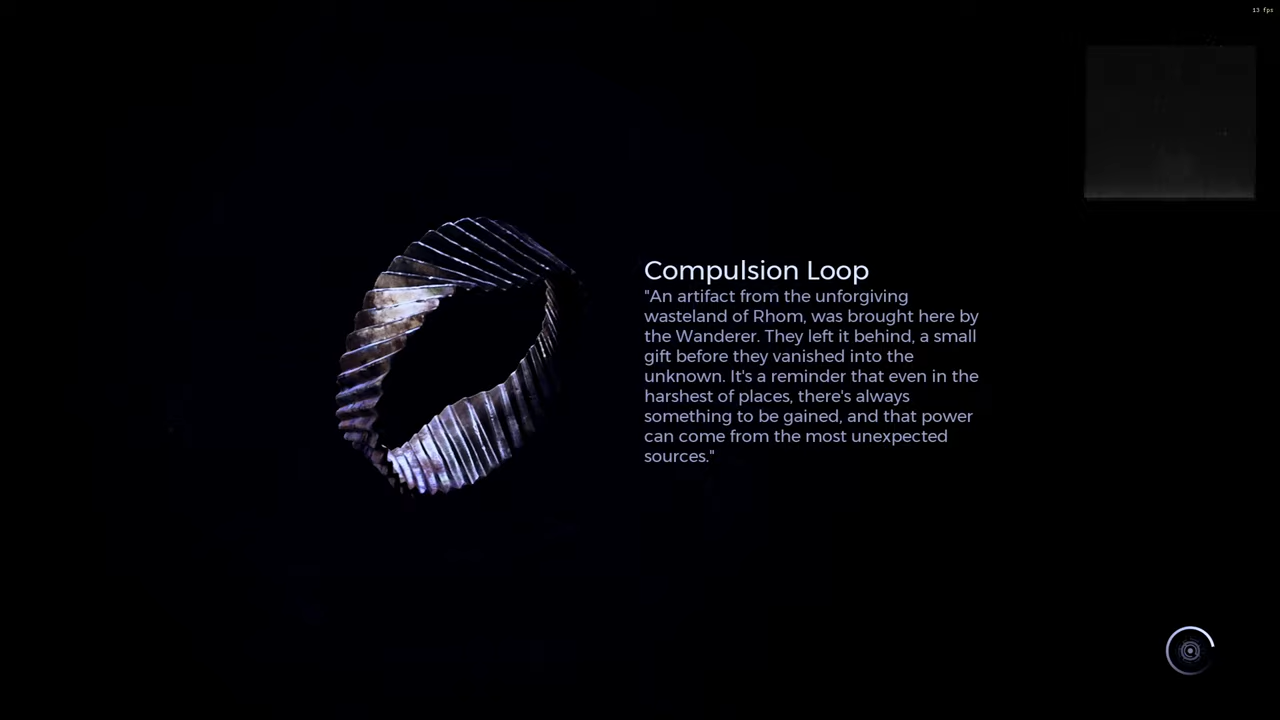 13 fps
Compulsion Loop
"An artifact from the unforgiving
wasteland of Rhom, was brought here by
the Wanderer. They left it behind, a small
gift before they vanished into the
unknown. It's a reminder that even in the
harshest of places, there's always
something to be gained, and that power
can come from the most unexpected
sources."